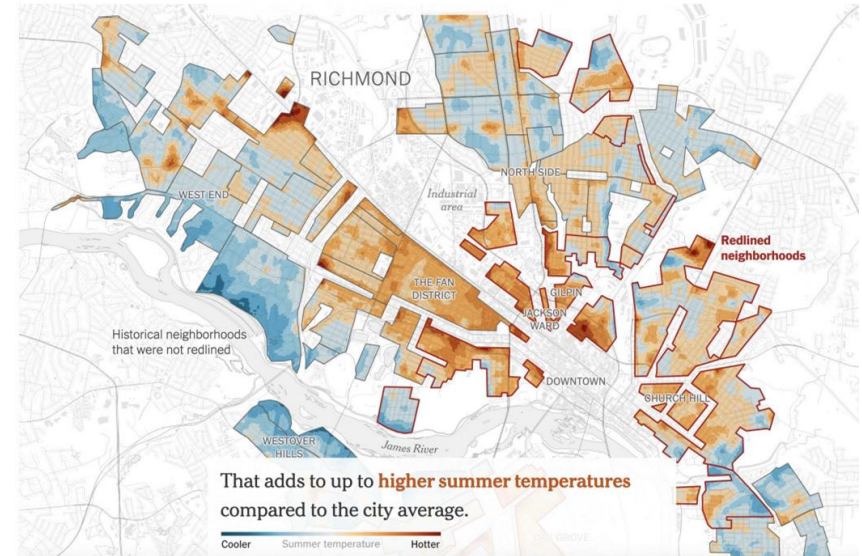 RICHMOND
NORTH SIDE
WEST END
Industrial
area
Redlined
neighborhoods
THE FAN
DISTRICT
GILPIN
JACKSON
WARD
Historical neighborhoods
that were not redlined
DOWNTOWN
CHURCH HILL
WESTOVER
HILLS
James River
That adds to up to higher summer temperatures
compared to the city average.
Cooler Summer temperature Hotter